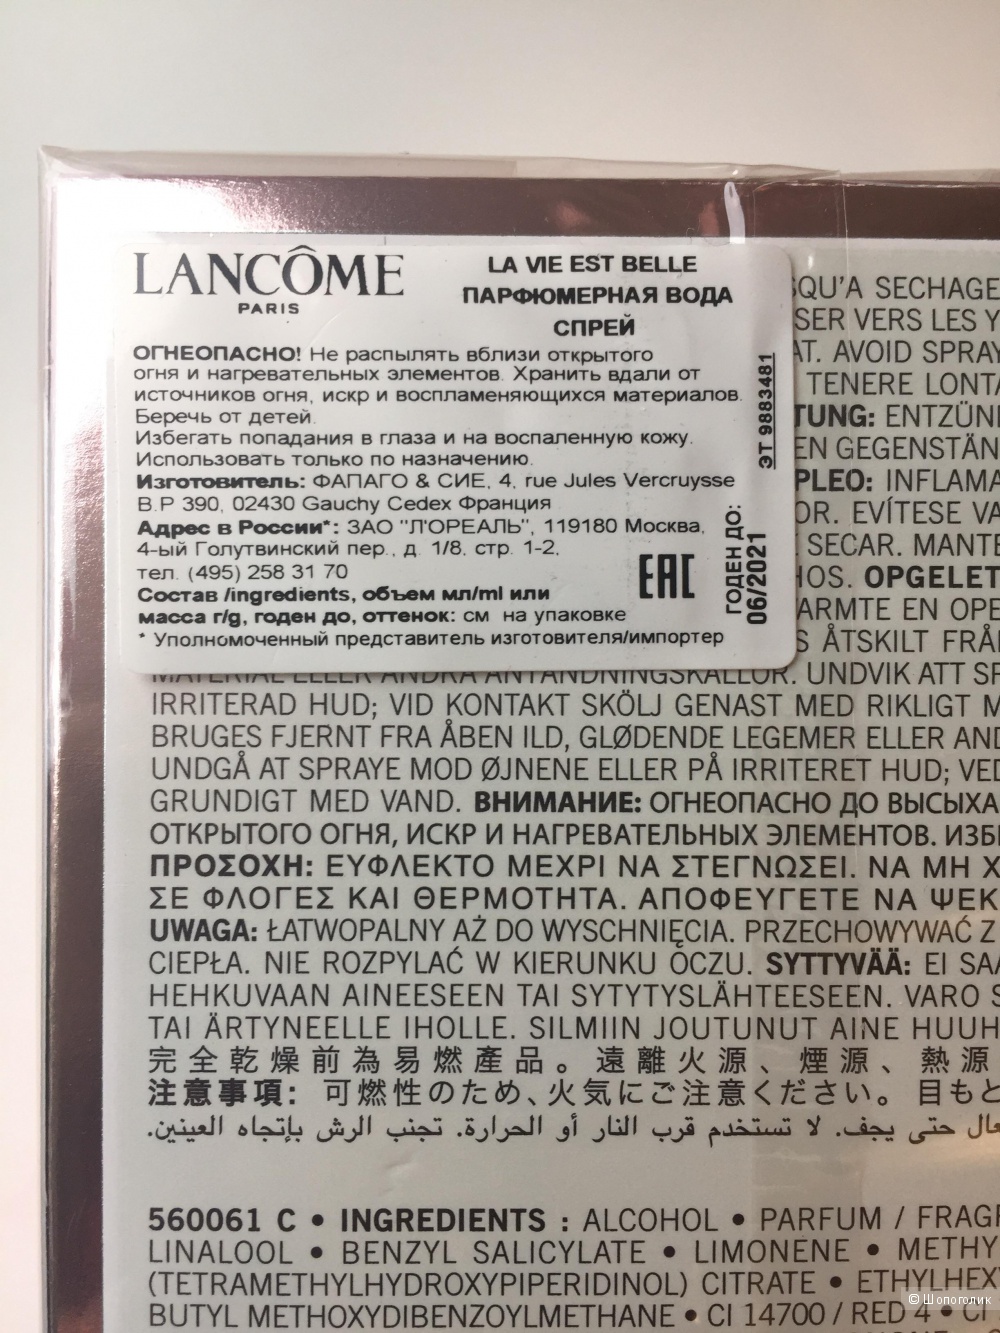 LANCÔME
PARIS
LA VIE EST BELLE
ПАРФЮМЕРНАЯ ВОДА
СПРЕЙ
ОГНЕОПАСНО! Не распылять вблизи открытого
огня и нагревательных элементов. Хранить вдали от
источников огня, искр и воспламеняющихся материалов.
Беречь от детей.
Избегать попадания в глаза и на воспаленную кожу.
Использовать только по назначению.
Изготовитель: ФАПАГО & СИЕ, 4, rue Jules Vercruysse
B.P 390, 02430 Gauchy Cedex Франция
Адрес в России*: ЗАО "Л'ОРЕАЛЬ", 119180 Москва,
4-ый Голутвинский пер., д. 1/8, стр. 1-2,
тел. (495) 258 31 70
Состав /ingredients, объем мл/ml или
масса г/g, годен до, оттенок: см на упаковке
* Уполномоченный представитель изготовителя/импортер
EAC
ЭТ 9883481
ГОДЕН ДО:
06/2021
SQU'A SECHAGE
SER VERS LES Y
AT. AVOID SPRAY
TENERE LONTA
TUNG: ENTZÜN
EN GEGENSTÄN
PLEO: INFLAMA
OR. EVÍTESE VA
SECAR. MANTE
HOS. OPGELET
ARMTE EN OPE
S ÅTSKILT FRÅ
MATERIAL ELLER ANDRA ANTÄNDNINGSKÄLLOR. UNDVIK ATT SP
IRRITERAD HUD; VID KONTAKT SKÖLJ GENAST MED RIKLIGT M
BRUGES FJERNT FRA ÅBEN ILD, GLØDENDE LEGEMER ELLER AND
UNDGÅ AT SPRAYE MOD ØJNENE ELLER PÅ IRRITERET HUD; VED
GRUNDIGT MED VAND. ВНИМАНИЕ: ОГНЕОПАСНО ДО ВЫСЫХА
ОТКРЫТОГО ОГНЯ, ИСКР И НАГРЕВАТЕЛЬНЫХ ЭЛЕМЕНТОВ. ИЗБ
ΠΡΟΣΟΧΗ: ΕΥΦΛΕΚΤΟ ΜΕΧΡΙ ΝΑ ΣΤΕΓΝΩΣΕΙ. ΝΑ ΜΗ Χ
ΣΕ ΦΛΟΓΕΣ ΚΑΙ ΘΕΡΜΟΤΗΤΑ. ΑΠΟΦΕΥΓΕΤΕ ΝΑ ΨΕΚ
UWAGA: ŁATWOPALNY AŻ DO WYSCHNIĘCIA. PRZECHOWYWAĆ Z
CIEPŁA. NIE ROZPYLAĆ W KIERUNKU OCZU. SYTTYVÄÄ: EI SAA
HEHKUVAAN AINEESEEN TAI SYTYTYSLÄHTEESEEN. VARO S
TAI ÄRTYNEELLE IHOLLE. SILMIIN JOUTUNUT AINE HUUH
完全乾燥前為易燃產品。遠離火源、煙源、熱源
注意事項: 可燃性のため、火気にご注意ください。目もと
عال حتى يجف. لا تستخدم قرب النار أو الحرارة. تجنب الرش بإتجاه العينين.
560061 C • INGREDIENTS : ALCOHOL • PARFUM / FRAG
LINALOOL • BENZYL SALICYLATE • LIMONENE • METHY
(TETRAMETHYLHYDROXYPIPERIDINOL) CITRATE • ETHYLHEXY
BUTYL METHOXYDIBENZOYLMETHANE • CI 14700 / RED 4 • CI
© Шопоголик